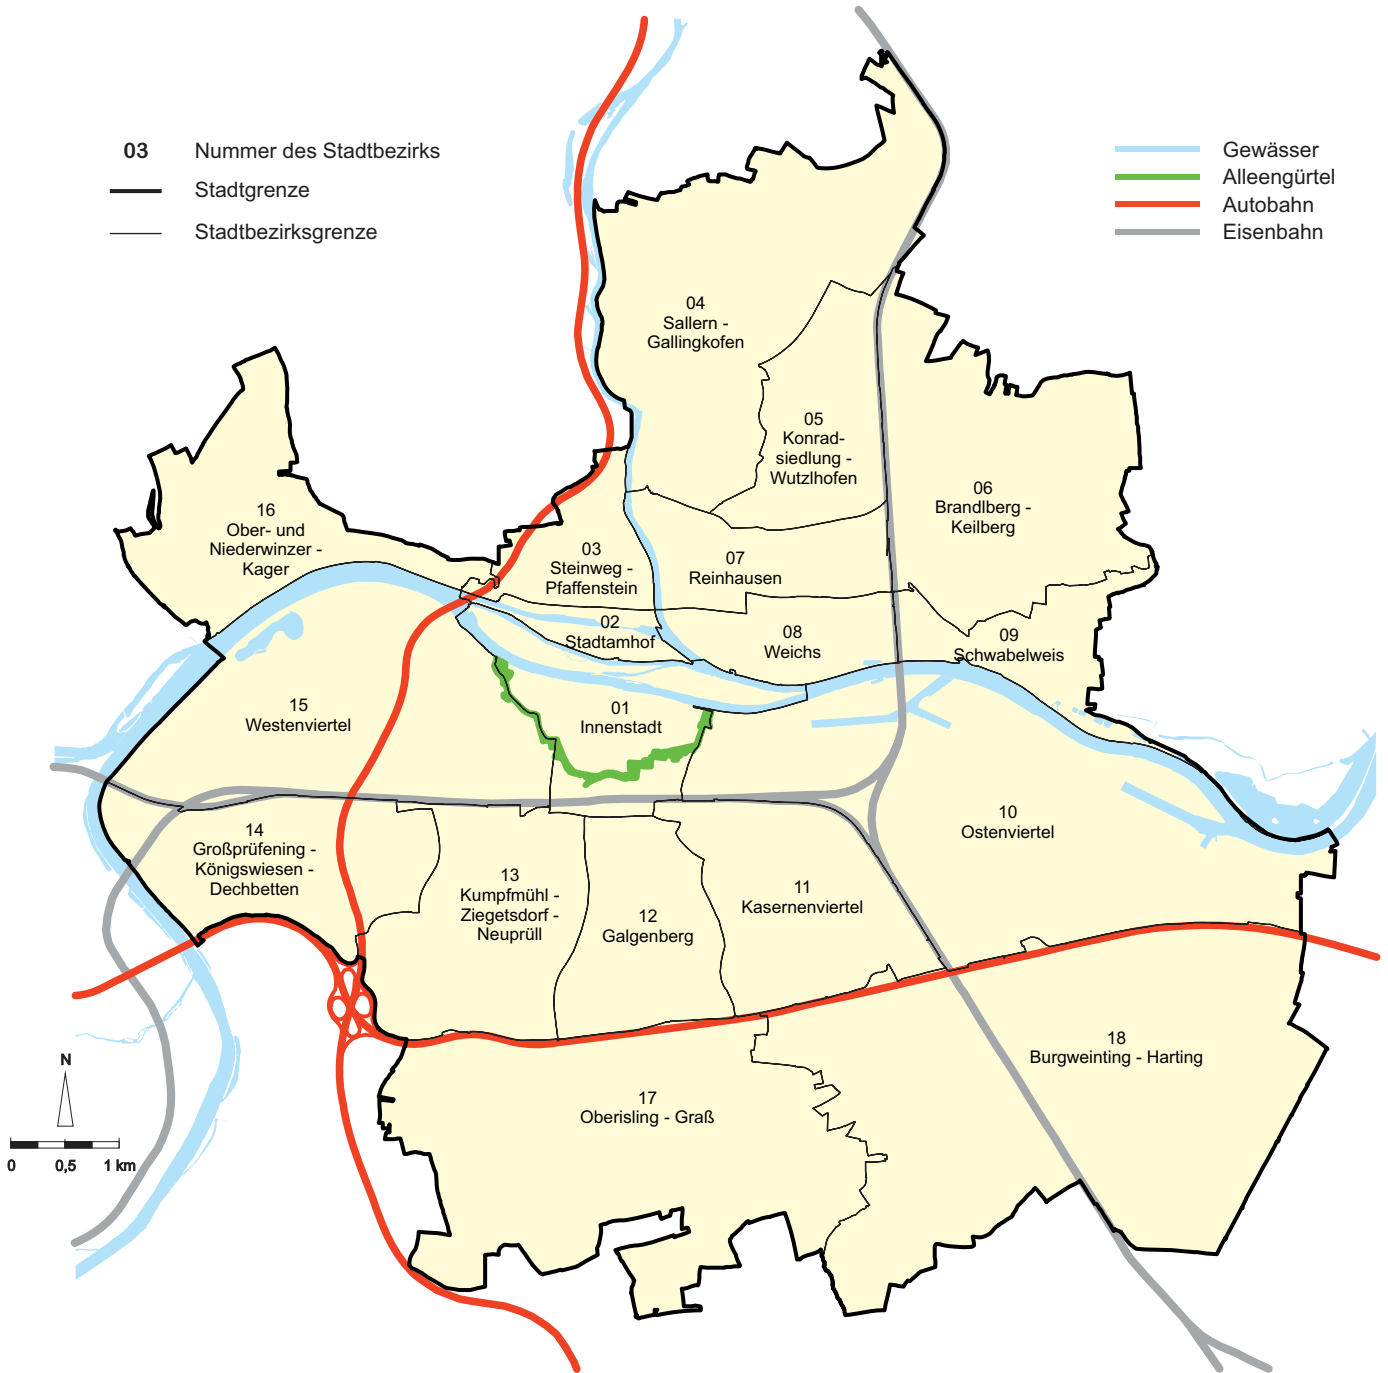 03 Nummer des Stadtbezirks
Stadtgrenze
Stadtbezirksgrenze
Gewässer
Alleengürtel
Autobahn
Eisenbahn
04
Sallern -
Gallingkofen
05
Konrad-
siedlung -
Wutzlhofen
06
Brandlberg -
Keilberg
16
Ober- und
Niederwinzer -
Kager
03
Steinweg -
Pfaffenstein
07
Reinhausen
02
Stadtamhof
08
Weichs
09
Schwabelweis
15
Westenviertel
01
Innenstadt
10
Ostenviertel
14
Großprüfening -
Königswiesen -
Dechbetten
13
Kumpfmühl -
Ziegetsdorf -
Neuprüll
12
Galgenberg
11
Kasernenviertel
18
Burgweinting - Harting
17
Oberisling - Graß
N
0 0,5 1 km